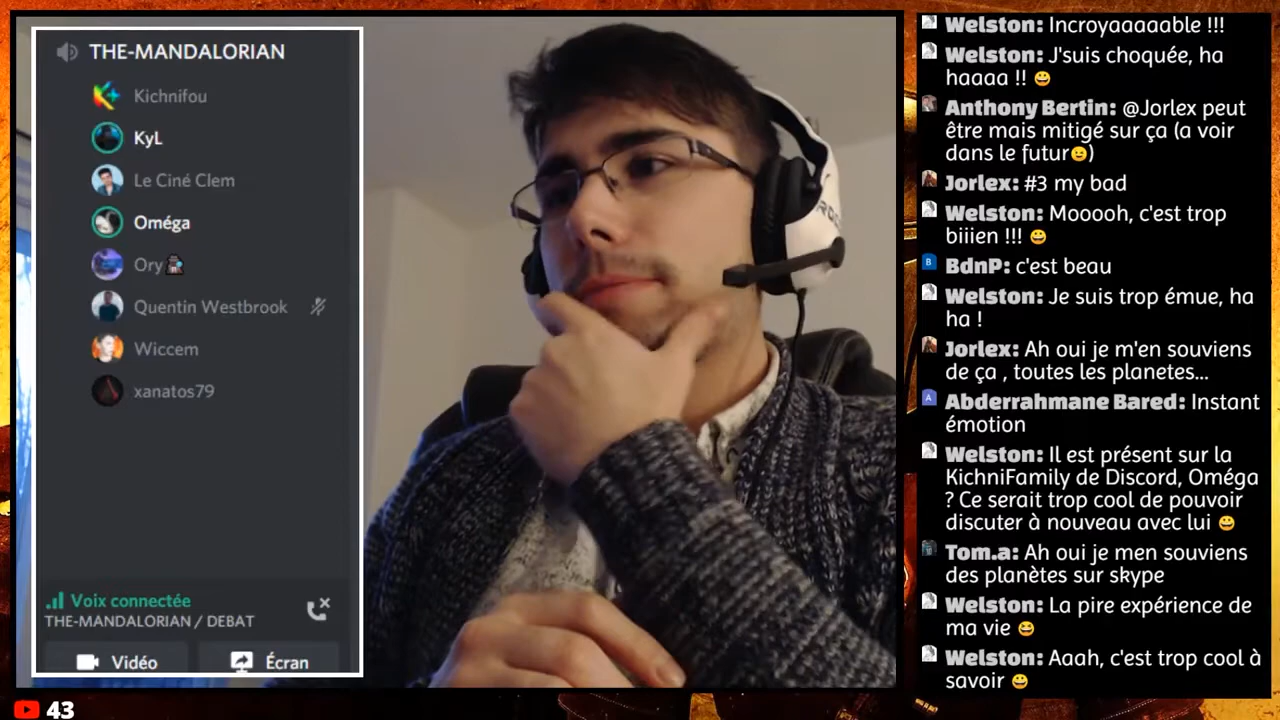 THE-MANDALORIAN
Kichnifou
KyL
Le Ciné Clem
Oméga
Ory
Quentin Westbrook
Wiccem
xanatos79
Voix connectée
THE-MANDALORIAN / DEBAT
Vidéo
Écran
43
Welston: Incroyaaaaable !!!
Welston: J'suis choquée, ha
haaaa !! 😀
Anthony Bertin: @Jorlex peut
être mais mitigé sur ça (a voir
dans le futur😉)
Jorlex: #3 my bad
Welston: Mooooh, c'est trop
biiien !!! 😀
B
BdnP: c'est beau
Welston: Je suis trop émue, ha
ha !
Jorlex: Ah oui je m'en souviens
de ça , toutes les planetes...
A
Abderrahmane Bared: Instant
émotion
Welston: Il est présent sur la
KichniFamily de Discord, Oméga
? Ce serait trop cool de pouvoir
discuter à nouveau avec lui 😀
Tom.a: Ah oui je men souviens
des planètes sur skype
Welston: La pire expérience de
ma vie 😆
Welston: Aaah, c'est trop cool à
savoir 😀